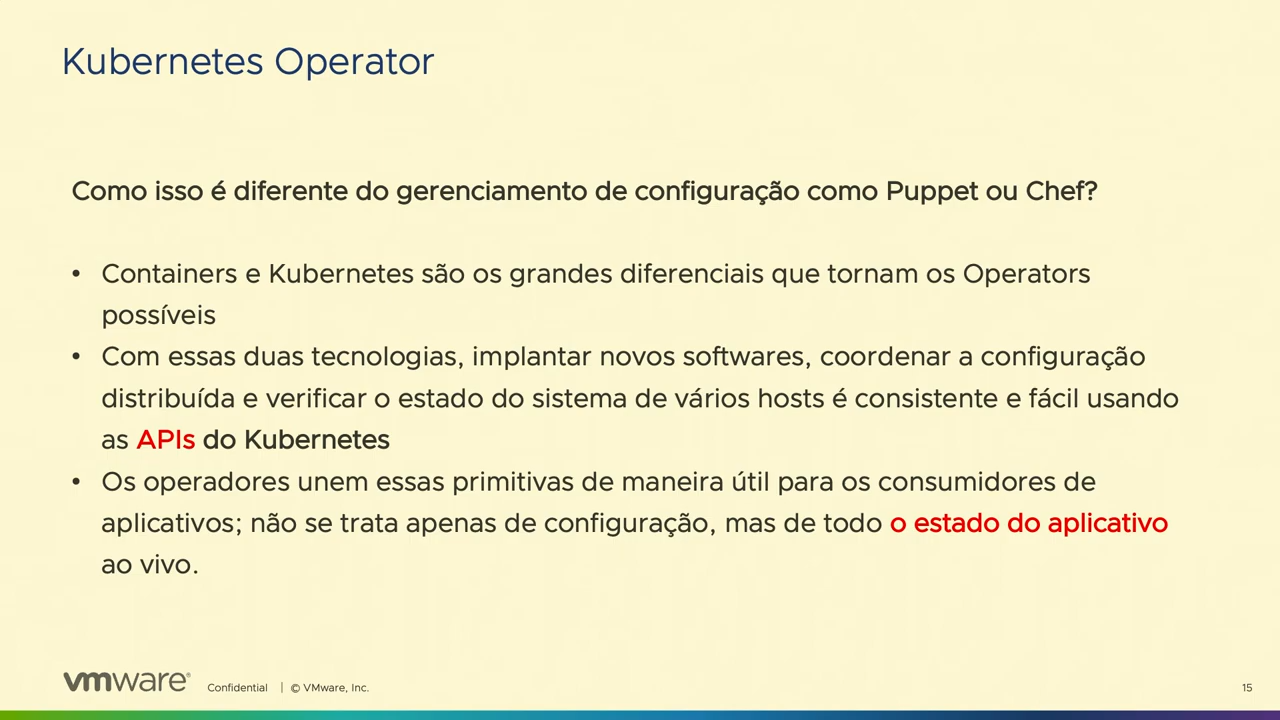 Kubernetes Operator
Como isso é diferente do gerenciamento de configuração como Puppet ou Chef?
• Containers e Kubernetes são os grandes diferenciais que tornam os Operators
possíveis
• Com essas duas tecnologias, implantar novos softwares, coordenar a configuração
distribuída e verificar o estado do sistema de vários hosts é consistente e fácil usando
as APIs do Kubernetes
• Os operadores unem essas primitivas de maneira útil para os consumidores de
aplicativos; não se trata apenas de configuração, mas de todo o estado do aplicativo
ao vivo.
vmware® Confidential | © VMware, Inc. 15